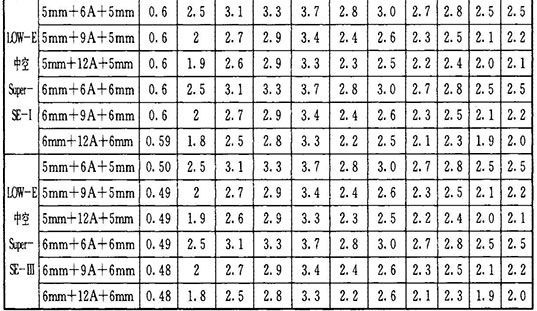 5mm+6A+5mm 0.6 2.5 3.1 3.3 3.7 2.8 3.0 2.7 2.8 2.5 2.5
LOW-E 5mm+9A+5mm 0.6 2 2.7 2.9 3.4 2.4 2.6 2.3 2.5 2.1 2.2
中空 5mm+12A+5mm 0.6 1.9 2.6 2.9 3.3 2.3 2.5 2.2 2.4 2.0 2.1
Super- 6mm+6A+6mm 0.6 2.5 3.1 3.3 3.7 2.8 3.0 2.7 2.8 2.5 2.5
SE-Ⅰ 6mm+9A+6mm 0.6 2 2.7 2.9 3.4 2.4 2.6 2.3 2.5 2.1 2.2
6mm+12A+6mm 0.59 1.8 2.5 2.8 3.3 2.2 2.5 2.1 2.3 1.9 2.0
5mm+6A+5mm 0.50 2.5 3.1 3.3 3.7 2.8 3.0 2.7 2.8 2.5 2.5
LOW-E 5mm+9A+5mm 0.49 2 2.7 2.9 3.4 2.4 2.6 2.3 2.5 2.1 2.2
中空 5mm+12A+5mm 0.49 1.9 2.6 2.9 3.3 2.3 2.5 2.2 2.4 2.0 2.1
Super- 6mm+6A+6mm 0.49 2.5 3.1 3.3 3.7 2.8 3.0 2.7 2.8 2.5 2.5
SE-Ⅲ 6mm+9A+6mm 0.48 2 2.7 2.9 3.4 2.4 2.6 2.3 2.5 2.1 2.2
6mm+12A+6mm 0.48 1.8 2.5 2.8 3.3 2.2 2.6 2.1 2.3 1.9 2.0